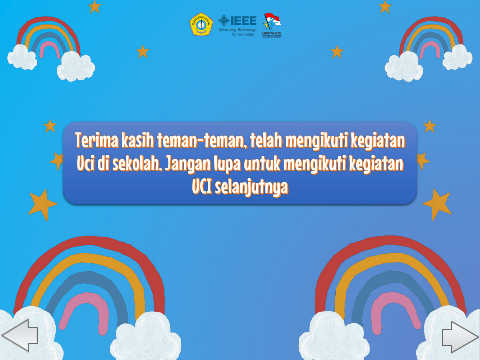 IEEE
Terima kasih teman-teman, telah mengikuti kegiatan
Uci di sekolah. Jangan lupa untuk mengikuti kegiatan
UCI selanjutnya